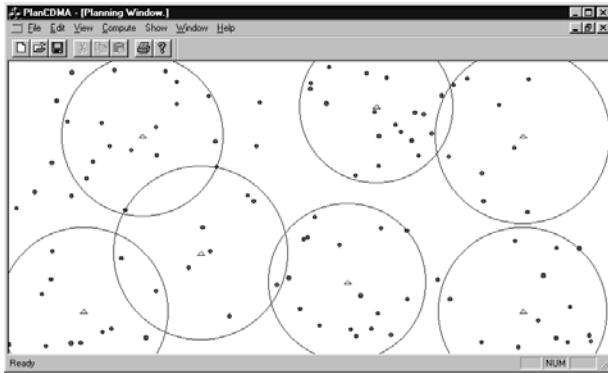 PlanCDMA - [Planning Window.]
File Edit View Compute Show Window Help
Ready NUM